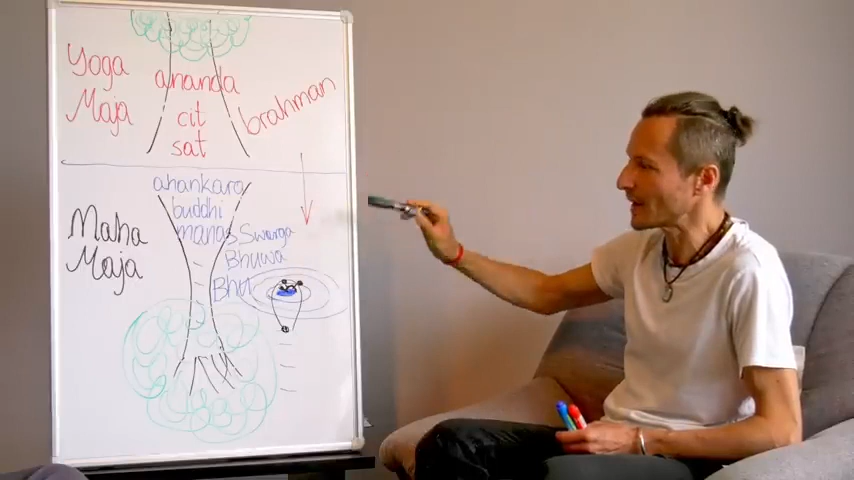 Yoga
Maja
ananda
cit
sat
brahman
ahankara
buddhi
manas
Maha
Maja
Swarga
Bhuwa
Bhu